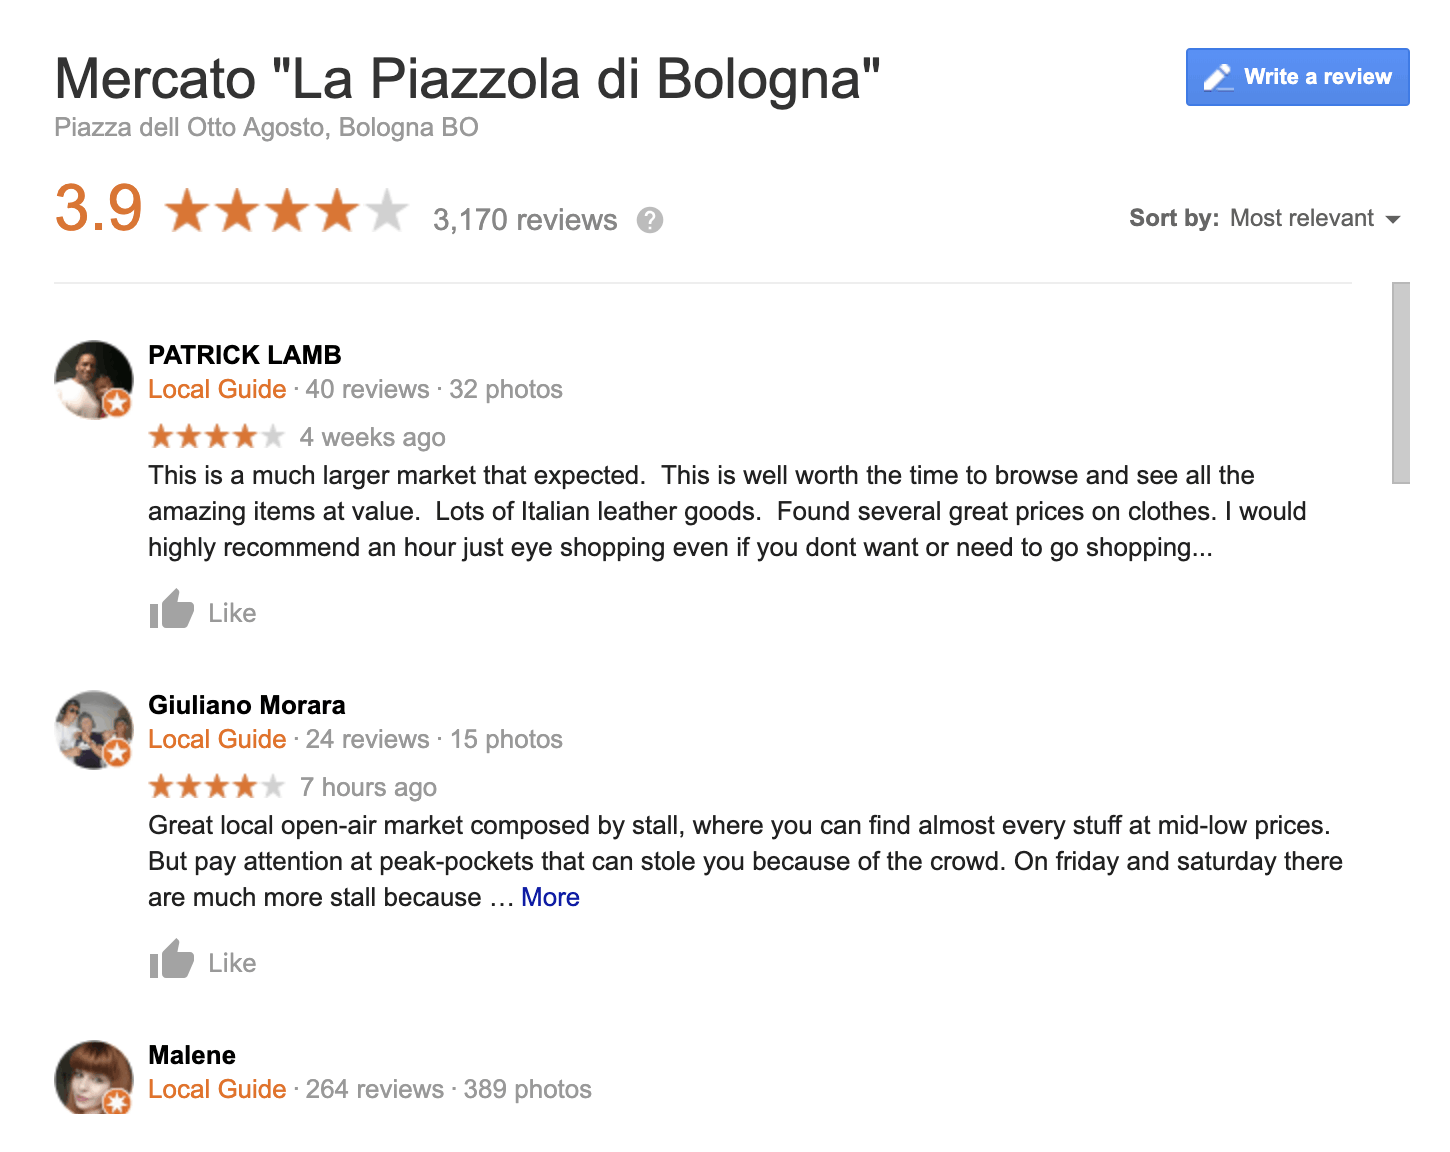 Mercato "La Piazzola di Bologna"
Write a review
Piazza dell Otto Agosto, Bologna BO
3.9 3,170 reviews ?
Sort by: Most relevant
PATRICK LAMB
Local Guide · 40 reviews · 32 photos
4 weeks ago
This is a much larger market that expected.  This is well worth the time to browse and see all the
amazing items at value.  Lots of Italian leather goods.  Found several great prices on clothes. I would
highly recommend an hour just eye shopping even if you dont want or need to go shopping...
Like
Giuliano Morara
Local Guide · 24 reviews · 15 photos
7 hours ago
Great local open-air market composed by stall, where you can find almost every stuff at mid-low prices.
But pay attention at peak-pockets that can stole you because of the crowd. On friday and saturday there
are much more stall because … More
Like
Malene
Local Guide · 264 reviews · 389 photos